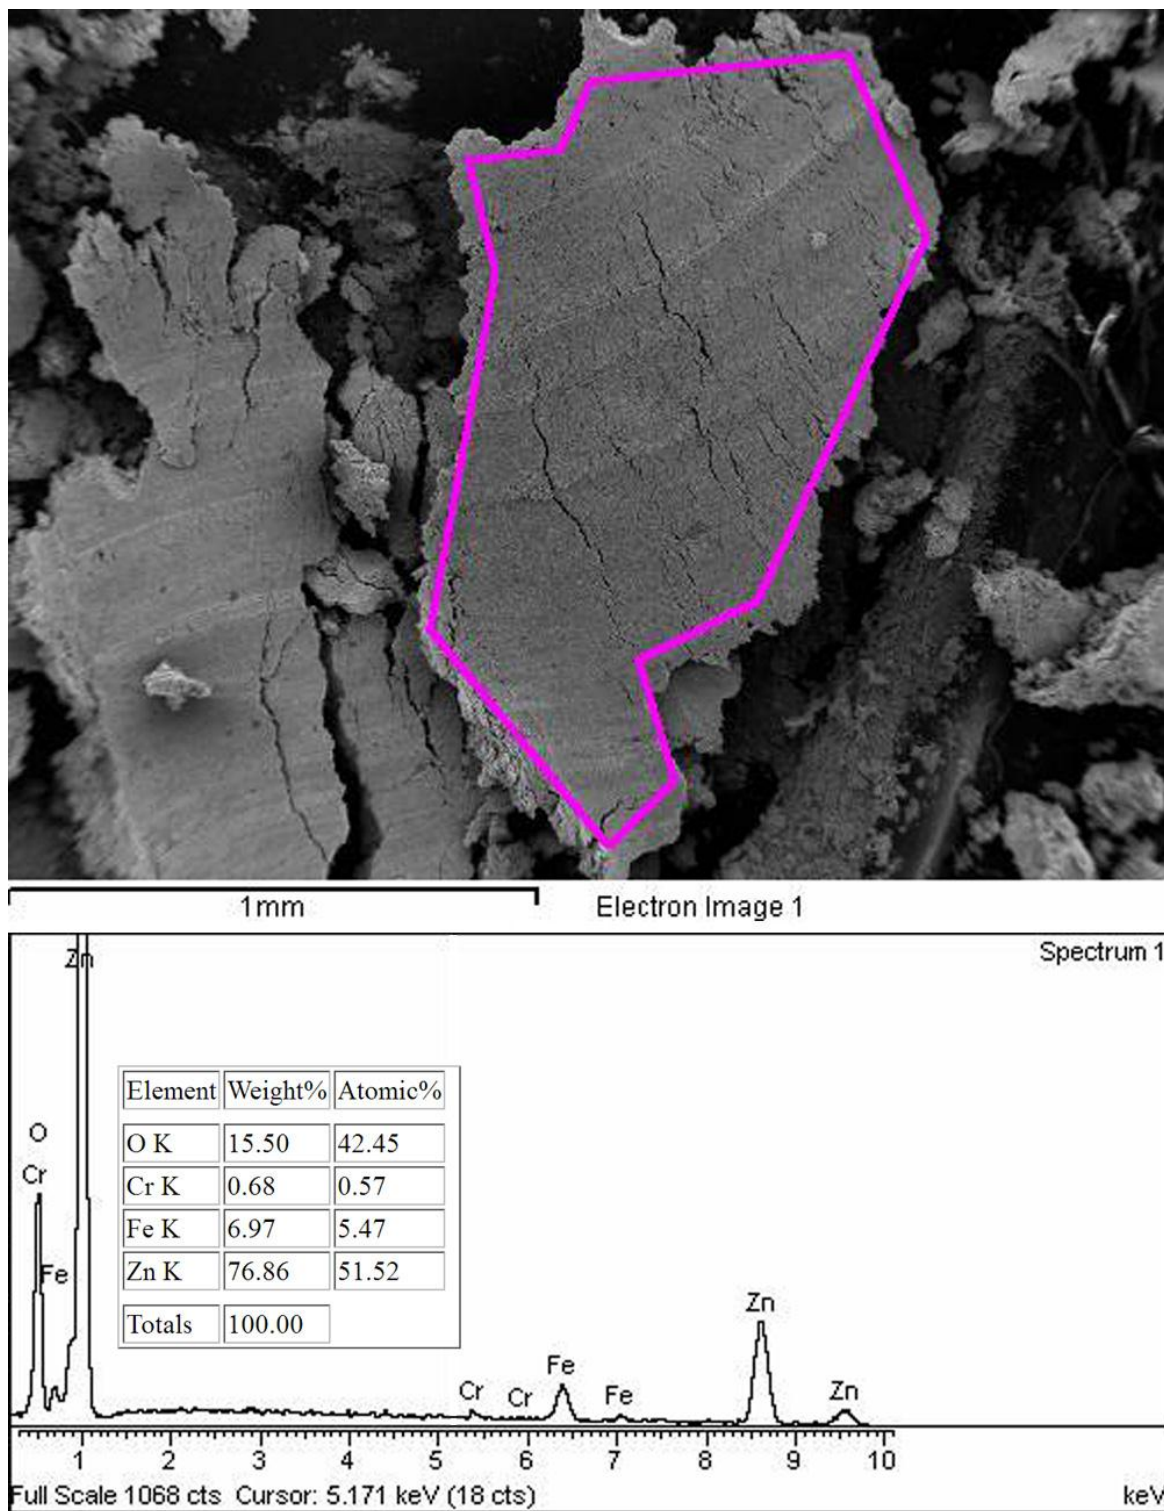 1mm
Electron Image 1
Spectrum 1
Zn
Element Weight% Atomic%
O K 15.50 42.45
Cr K 0.68 0.57
Fe K 6.97 5.47
Zn K 76.86 51.52
Totals 100.00
O
Cr
Fe
Zn
Fe
Cr
Cr
Fe
Zn
1 2 3 4 5 6 7 8 9 10
Full Scale 1068 cts Cursor: 5.171 keV (18 cts)
keV